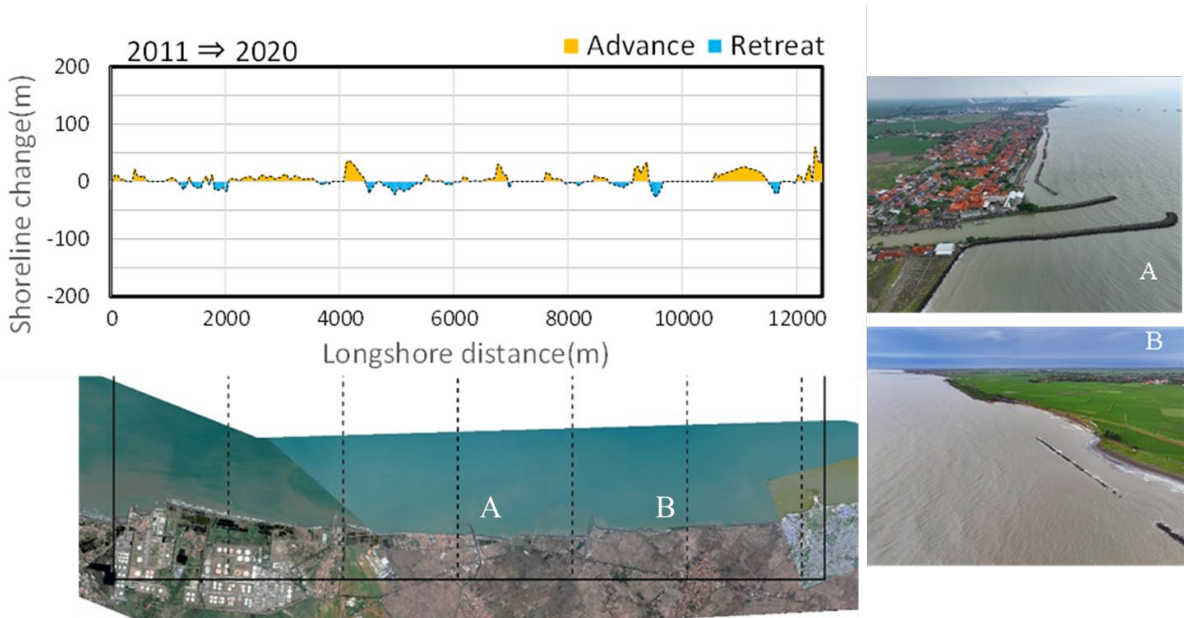 2011 ⇒ 2020
Advance Retreat
Shoreline change(m)
200
100
0
-100
-200
0 2000 4000 6000 8000 10000 12000
Longshore distance(m)
A
B
A
B